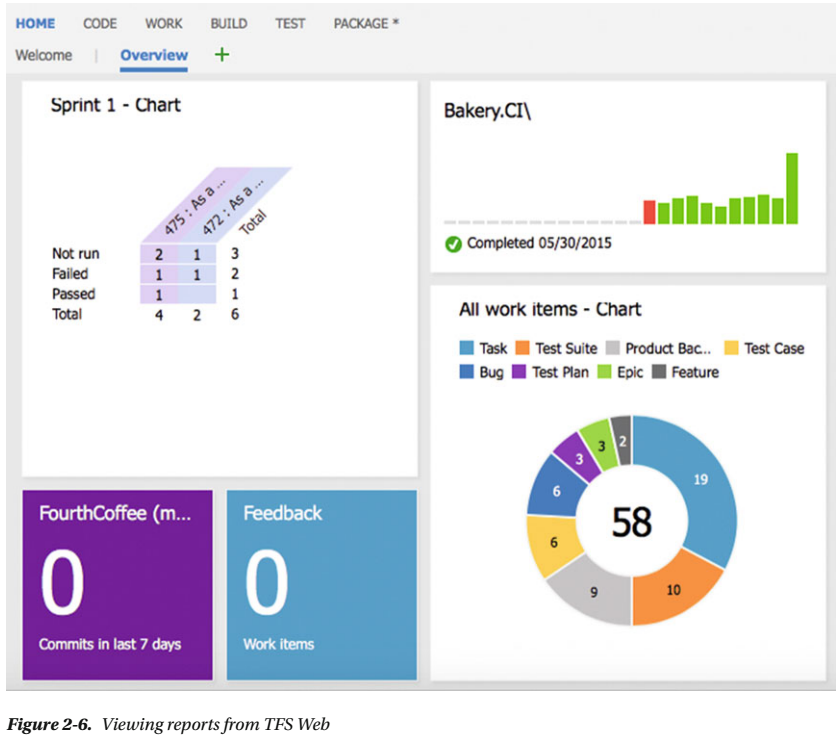 HOME CODE WORK BUILD TEST PACKAGE *
Welcome | Overview +
Sprint 1 - Chart
475 : As a ...
472 : As a ...
Total
Not run 2 1 3
Failed 1 1 2
Passed 1 1
Total 4 2 6
Bakery.CI\
Completed 05/30/2015
All work items - Chart
Task Test Suite Product Bac... Test Case
Bug Test Plan Epic Feature
19
10
9
6
6
3
3
2
58
FourthCoffee (m...
0
Commits in last 7 days
Feedback
0
Work items
Figure 2-6. Viewing reports from TFS Web